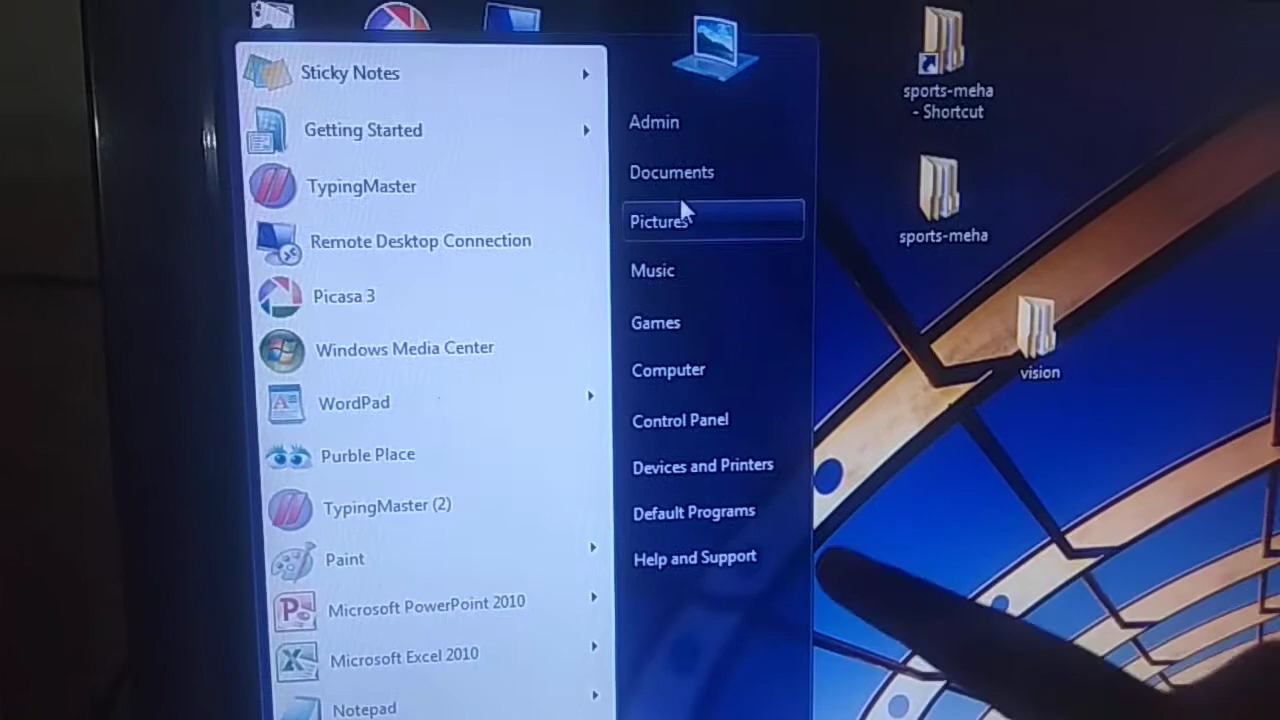 Sticky Notes
Getting Started
TypingMaster
Remote Desktop Connection
Picasa 3
Windows Media Center
WordPad
Purble Place
TypingMaster (2)
Paint
Microsoft PowerPoint 2010
Microsoft Excel 2010
Notepad
Admin
Documents
Pictures
Music
Games
Computer
Control Panel
Devices and Printers
Default Programs
Help and Support
sports-meha
- Shortcut
sports-meha
vision